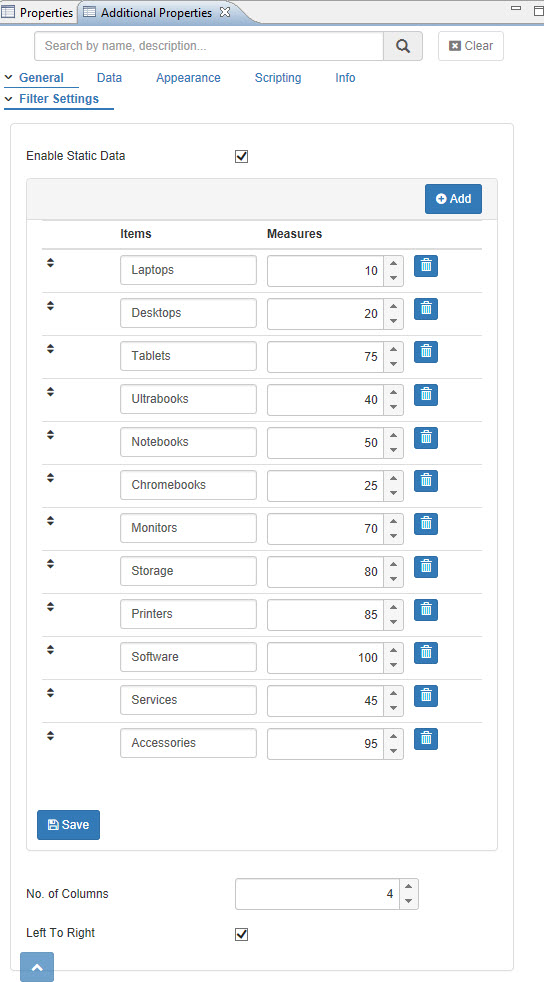 Properties Additional Properties
Search by name, description... Clear
General Data Appearance Scripting Info
Filter Settings
Enable Static Data
Add
Items Measures
Laptops 10
Desktops 20
Tablets 75
Ultrabooks 40
Notebooks 50
Chromebooks 25
Monitors 70
Storage 80
Printers 85
Software 100
Services 45
Accessories 95
Save
No. of Columns 4
Left To Right